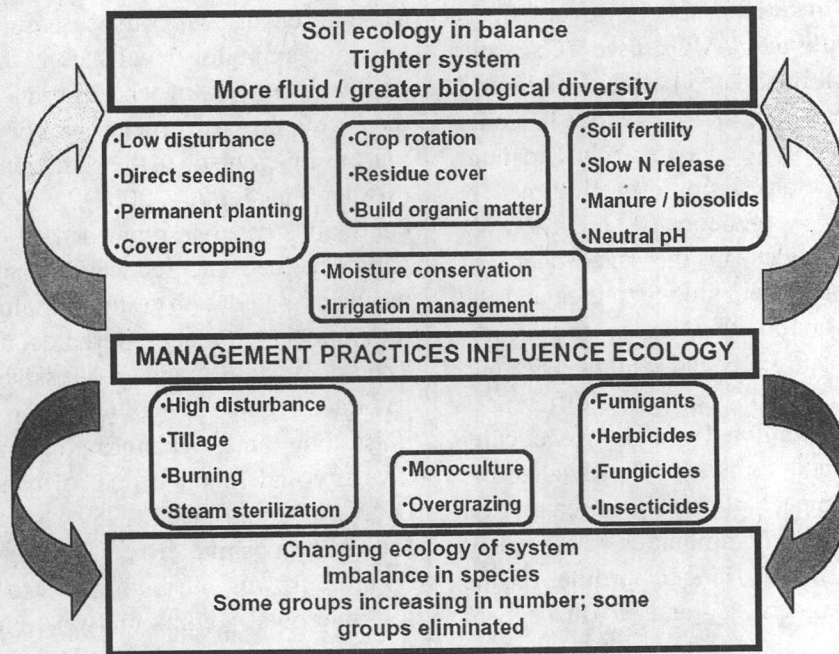 Soil ecology in balance
Tighter system
More fluid / greater biological diversity
•Low disturbance
•Direct seeding
•Permanent planting
•Cover cropping
•Crop rotation
•Residue cover
•Build organic matter
•Soil fertility
•Slow N release
•Manure / biosolids
•Neutral pH
•Moisture conservation
•Irrigation management
MANAGEMENT PRACTICES INFLUENCE ECOLOGY
•High disturbance
•Tillage
•Burning
•Steam sterilization
•Monoculture
•Overgrazing
•Fumigants
•Herbicides
•Fungicides
•Insecticides
Changing ecology of system
Imbalance in species
Some groups increasing in number; some
groups eliminated